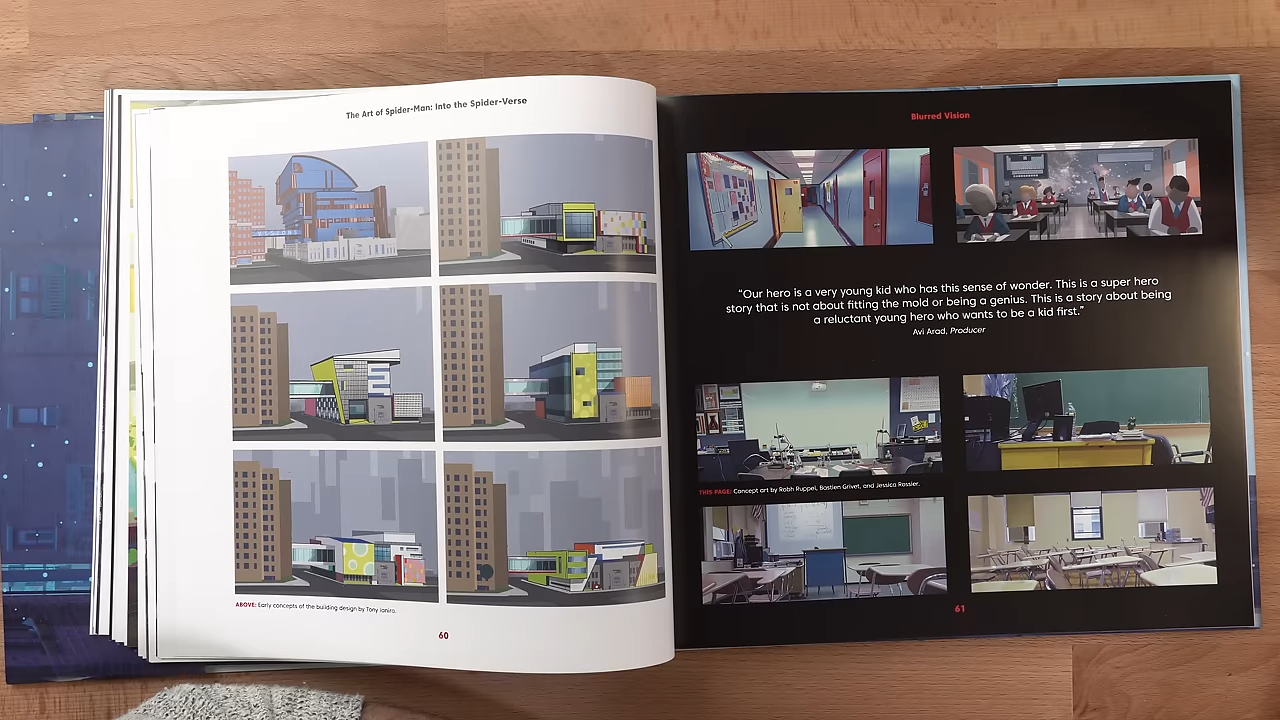 The Art of Spider-Man: Into the Spider-Verse
ABOVE: Early concepts of the building design by Tony Ianiro.
60
Blurred Vision
“Our hero is a very young kid who has this sense of wonder. This is a super hero
story that is not about fitting the mold or being a genius. This is a story about being
a reluctant young hero who wants to be a kid first.”
Avi Arad, Producer
THIS PAGE: Concept art by Robh Ruppel, Bastien Grivet, and Jessica Rossier.
61